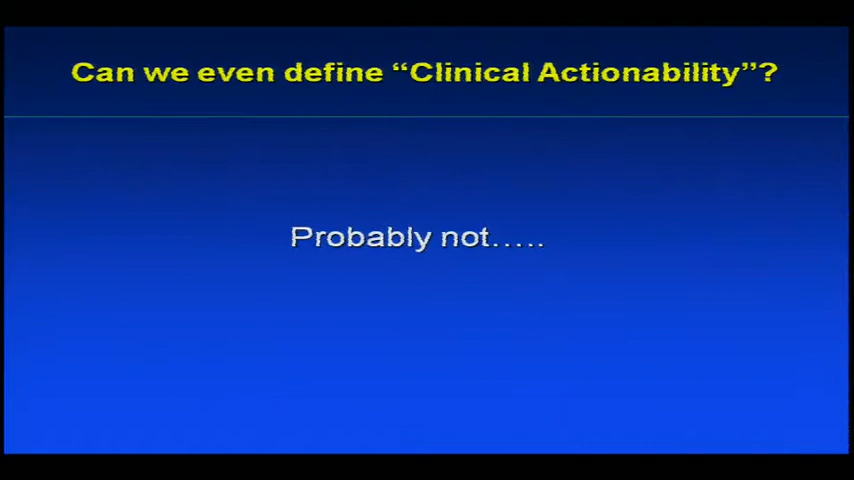 Can we even define “Clinical Actionability”?
Probably not.....